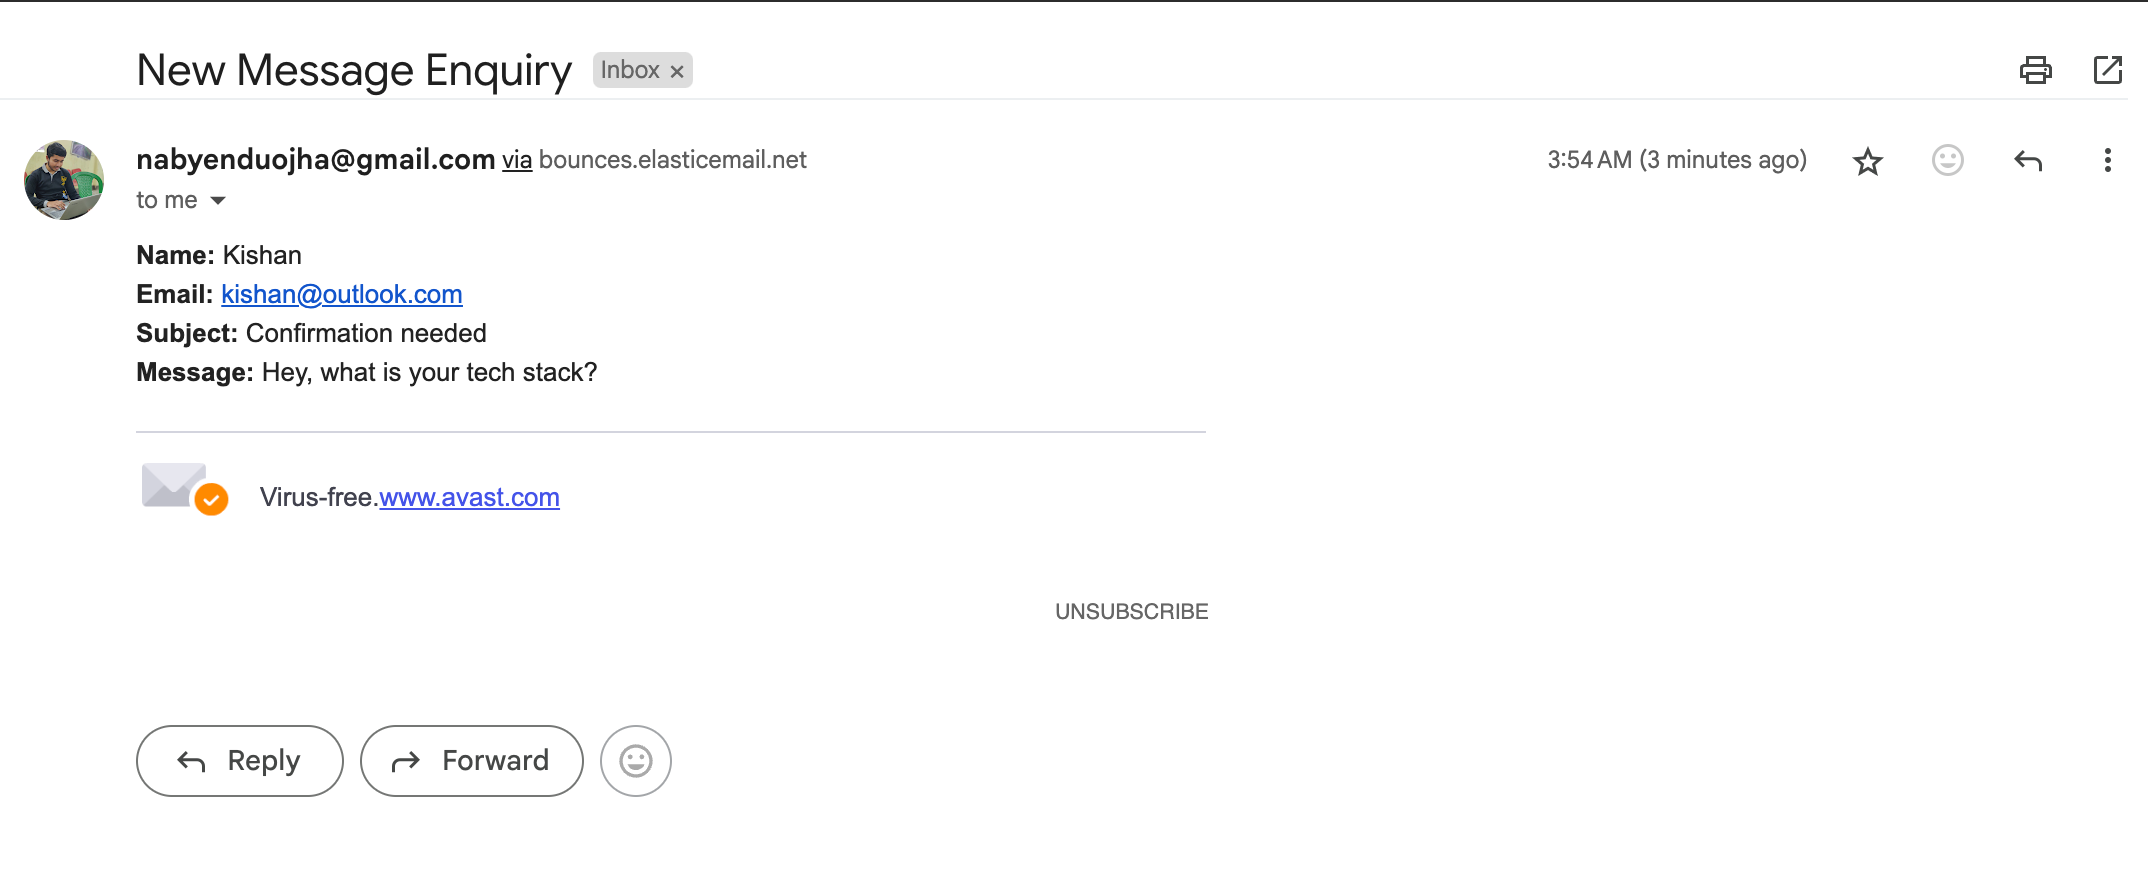 New Message Enquiry Inbox ×
nabyenduojha@gmail.com via bounces.elasticemail.net 3:54 AM (3 minutes ago)
to me
Name: Kishan
Email: kishan@outlook.com
Subject: Confirmation needed
Message: Hey, what is your tech stack?
Virus-free.www.avast.com
UNSUBSCRIBE
Reply Forward